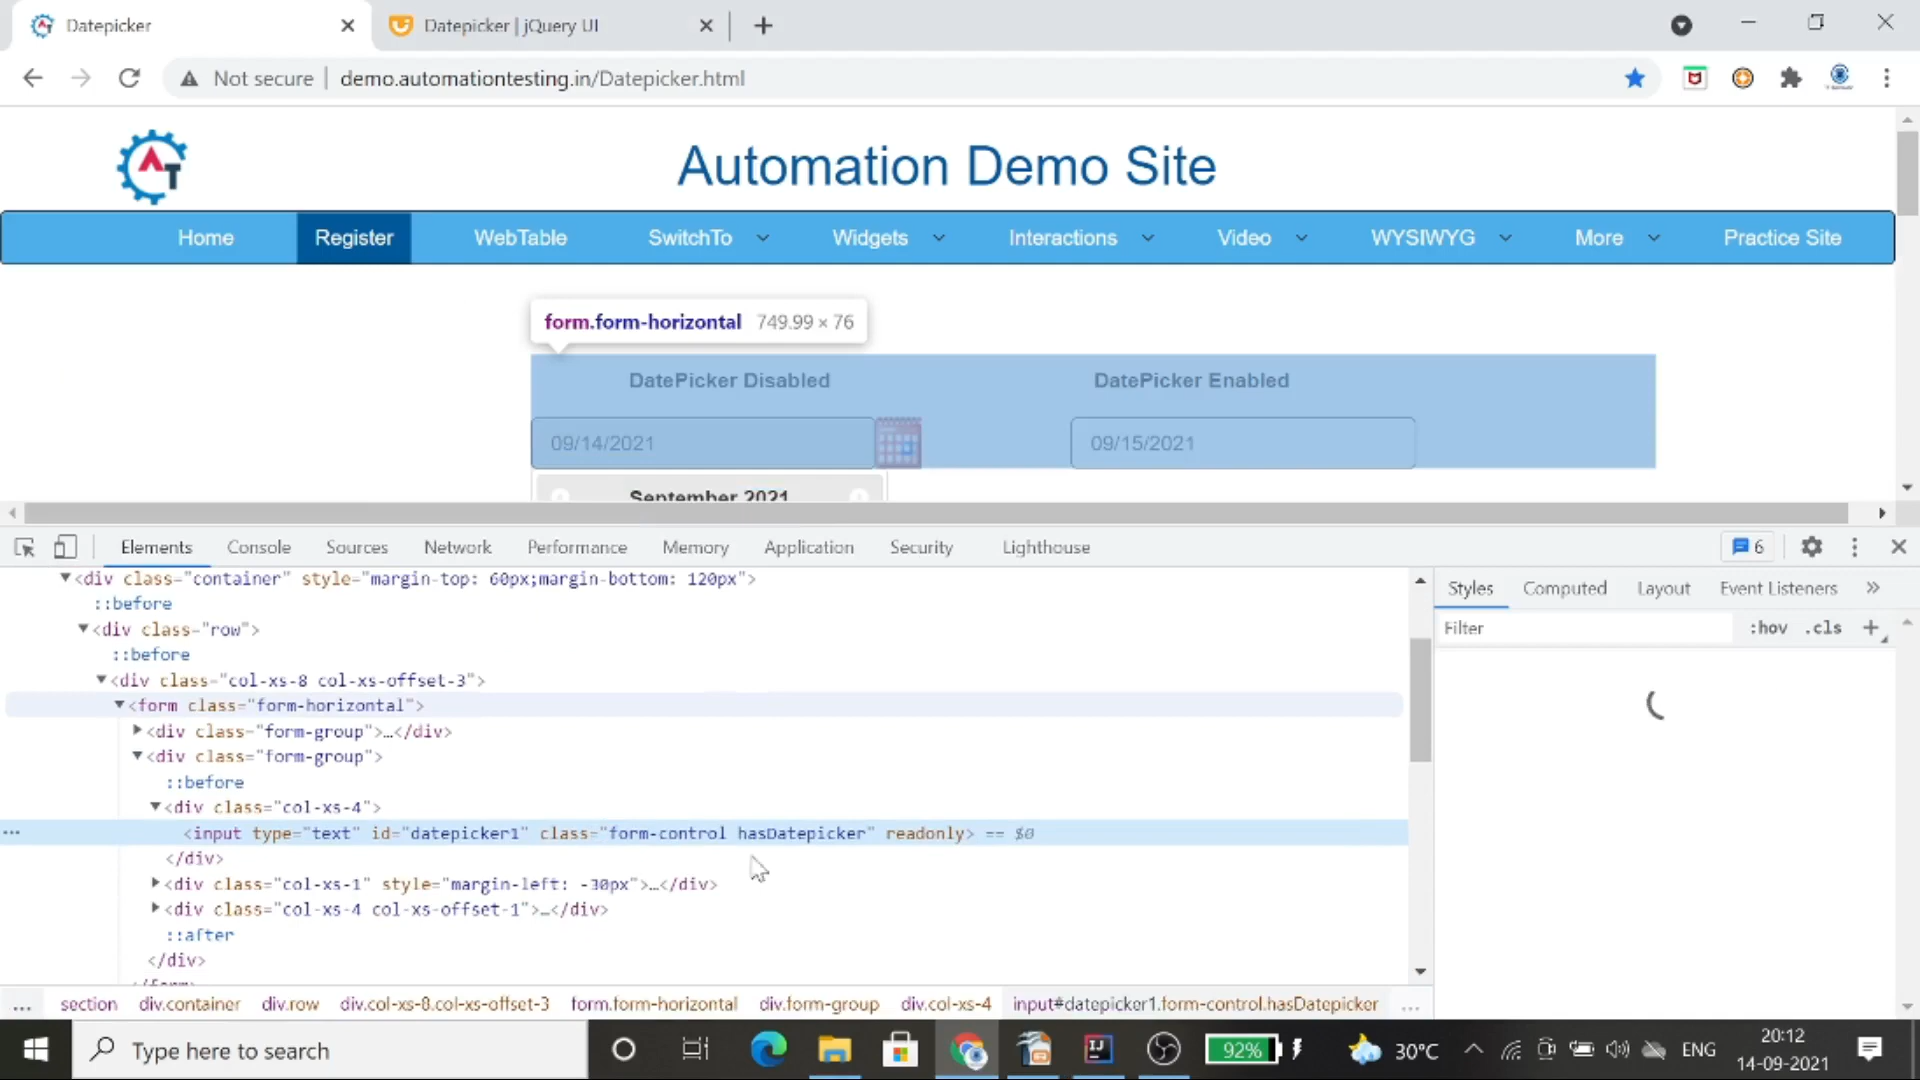 Datepicker
Datepicker | jQuery UI
Not secure
demo.automationtesting.in/Datepicker.html
AT
Automation Demo Site
Home
Register
WebTable
SwitchTo
Widgets
Interactions
Video
WYSIWYG
More
Practice Site
form.form-horizontal 749.99 × 76
DatePicker Disabled
DatePicker Enabled
09/14/2021
09/15/2021
September 2021
Elements
Console
Sources
Network
Performance
Memory
Application
Security
Lighthouse
6
<div class="container" style="margin-top: 60px;margin-bottom: 120px">
::before
<div class="row">
::before
<div class="col-xs-8 col-xs-offset-3">
<form class="form-horizontal">
<div class="form-group">…</div>
<div class="form-group">
::before
<div class="col-xs-4">
<input type="text" id="datepicker1" class="form-control hasDatepicker" readonly> == $0
</div>
<div class="col-xs-1" style="margin-left: -30px">…</div>
<div class="col-xs-4 col-xs-offset-1">…</div>
::after
</div>
Styles
Computed
Layout
Event Listeners
Filter
:hov
.cls
... section div.container div.row div.col-xs-8.col-xs-offset-3 form.form-horizontal div.form-group div.col-xs-4 input#datepicker1.form-control.hasDatepicker ...
Type here to search
92%
30°C
ENG
20:12
14-09-2021